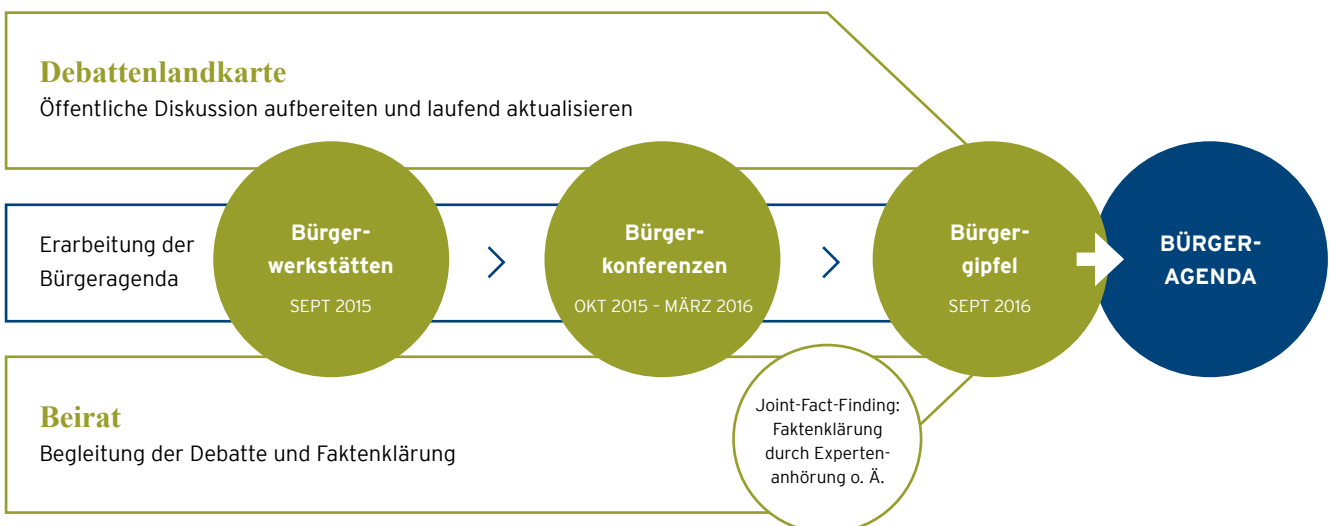 Debattenlandkarte
Öffentliche Diskussion aufbereiten und laufend aktualisieren
Erarbeitung der
Bürgeragenda
Bürger-
werkstätten
SEPT 2015
Bürger-
konferenzen
OKT 2015 – MÄRZ 2016
Bürger-
gipfel
SEPT 2016
BÜRGER-
AGENDA
Beirat
Begleitung der Debatte und Faktenklärung
Joint-Fact-Finding:
Faktenklärung
durch Experten-
anhörung o. Ä.